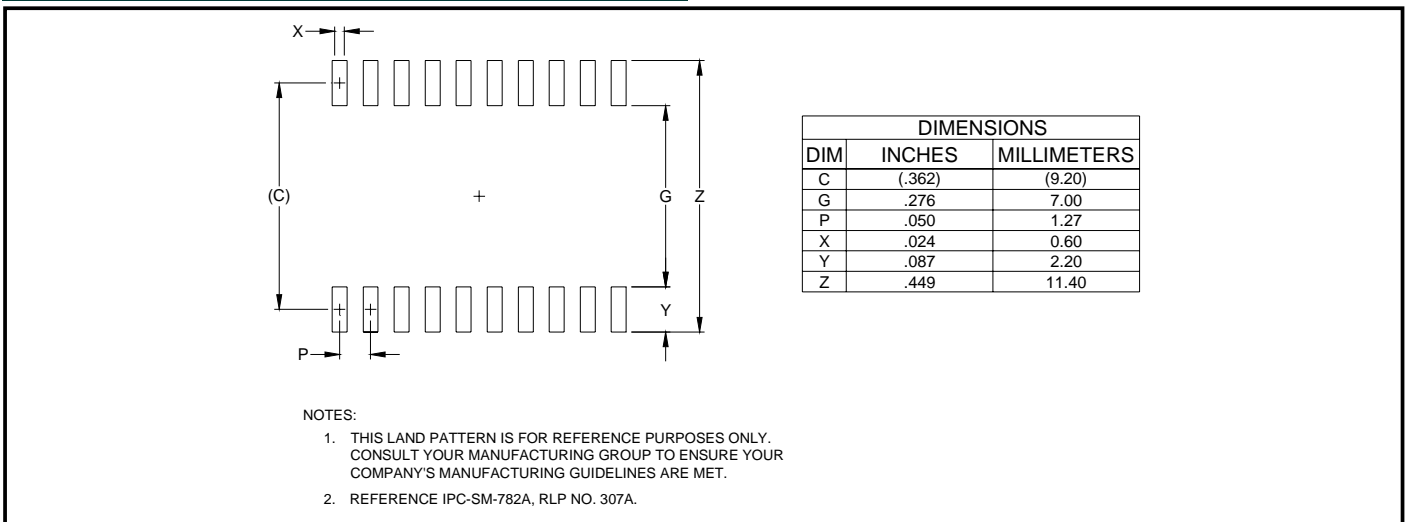 X
(C)
G
Z
Y
P
DIMENSIONS
DIM INCHES MILLIMETERS
C (.362) (9.20)
G .276 7.00
P .050 1.27
X .024 0.60
Y .087 2.20
Z .449 11.40
NOTES:
1. THIS LAND PATTERN IS FOR REFERENCE PURPOSES ONLY.
CONSULT YOUR MANUFACTURING GROUP TO ENSURE YOUR
COMPANY'S MANUFACTURING GUIDELINES ARE MET.
2. REFERENCE IPC-SM-782A, RLP NO. 307A.